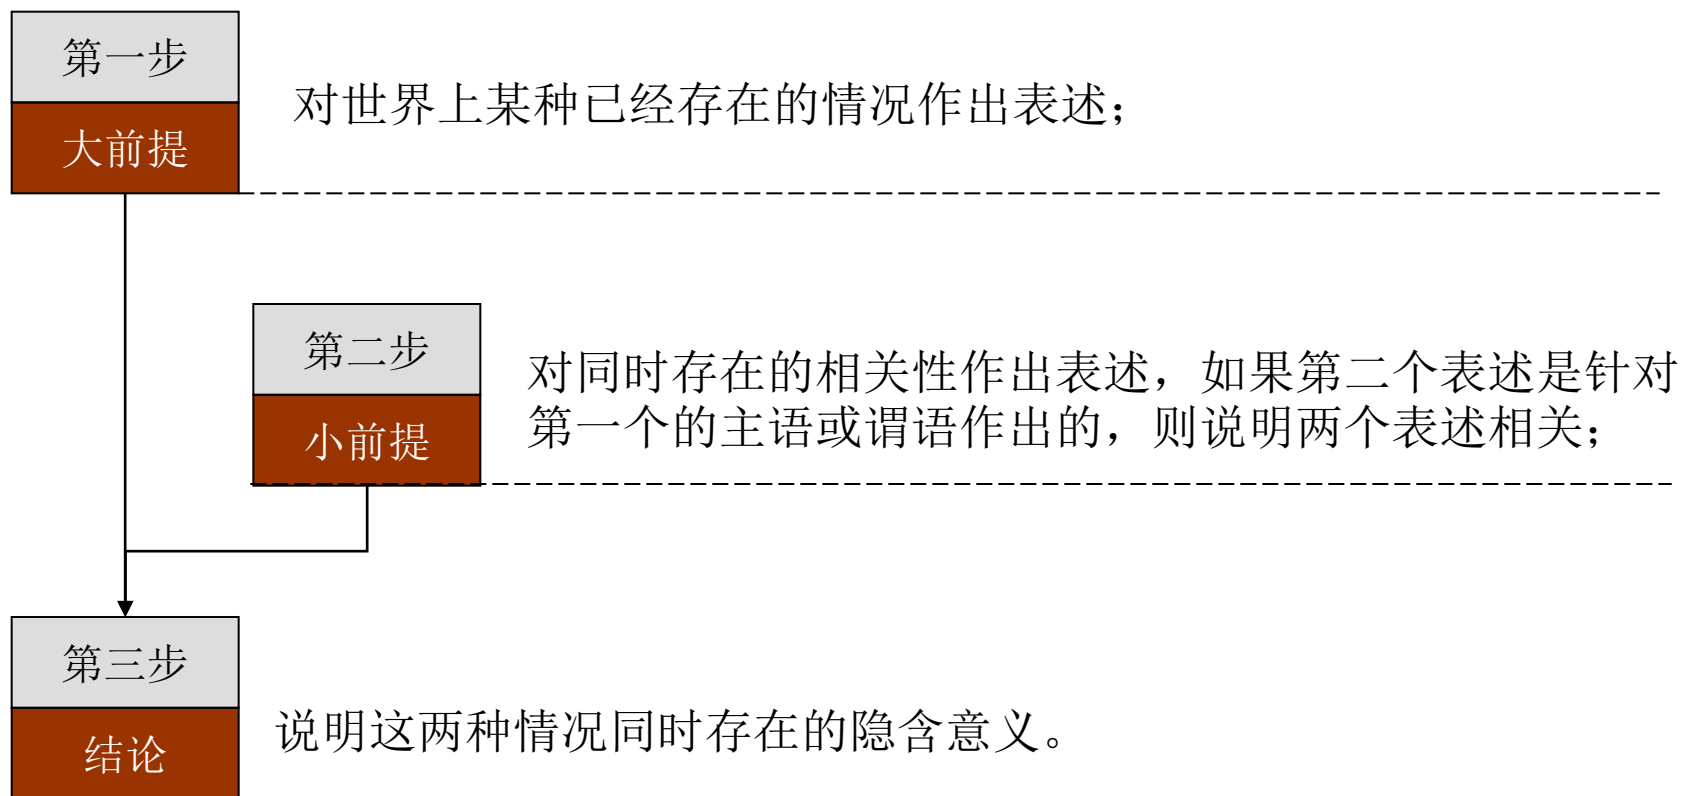 第一步
大前提
对世界上某种已经存在的情况作出表述；
第二步
小前提
对同时存在的相关性作出表述，如果第二个表述是针对
第一个的主语或谓语作出的，则说明两个表述相关；
第三步
结论
说明这两种情况同时存在的隐含意义。